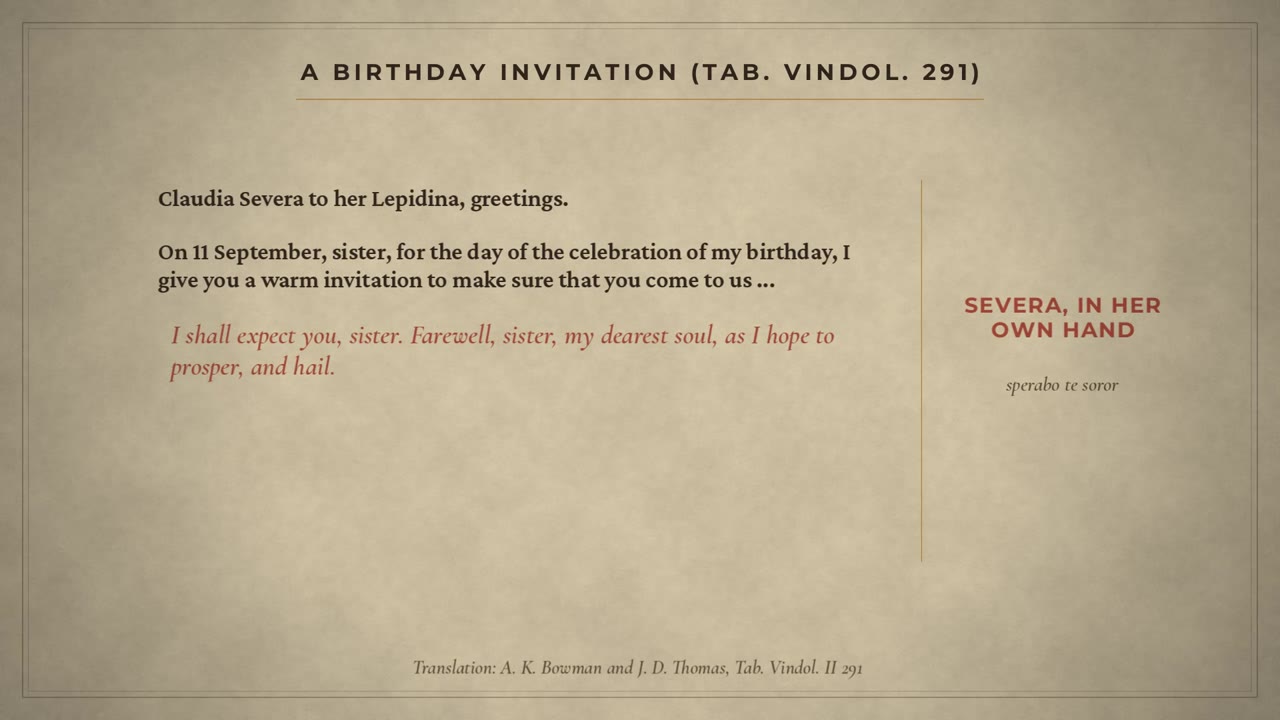 A BIRTHDAY INVITATION (TAB. VINDOL. 291)
Claudia Severa to her Lepidina, greetings.
On 11 September, sister, for the day of the celebration of my birthday, I
give you a warm invitation to make sure that you come to us ...
I shall expect you, sister. Farewell, sister, my dearest soul, as I hope to
prosper, and hail.
SEVERA, IN HER
OWN HAND
sperabo te soror
Translation: A. K. Bowman and J. D. Thomas, Tab. Vindol. II 291